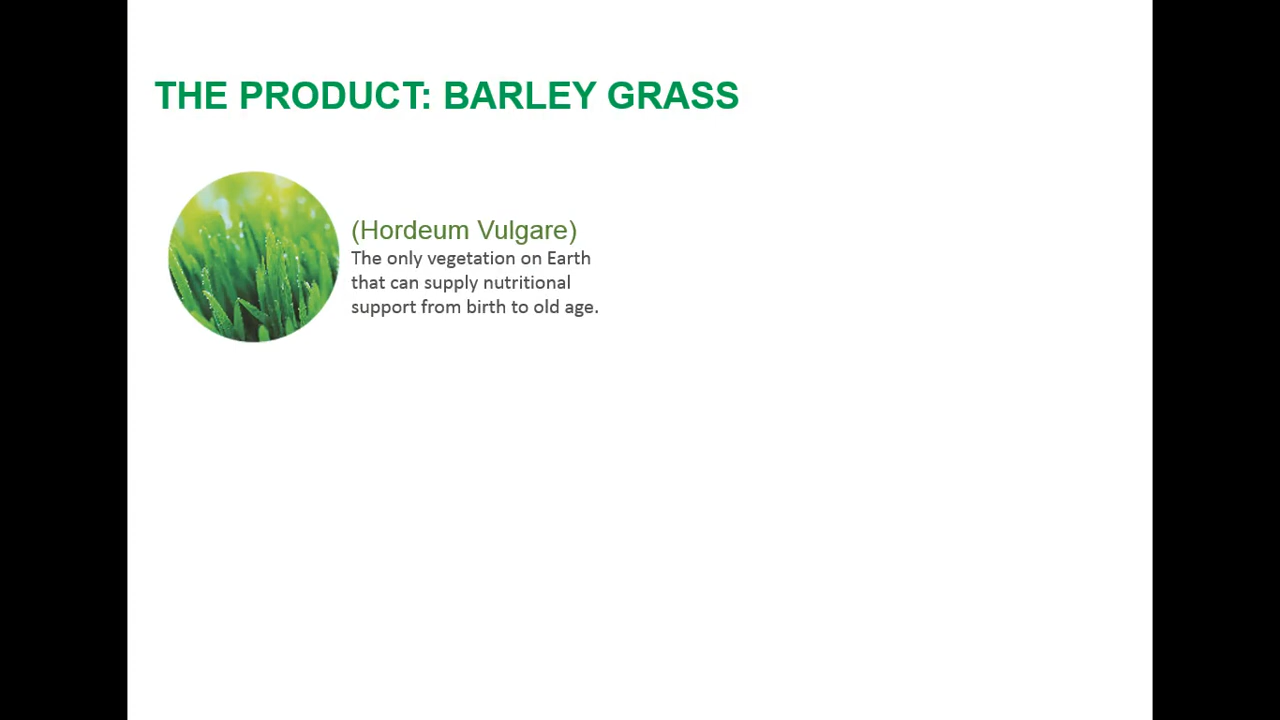 THE PRODUCT: BARLEY GRASS
(Hordeum Vulgare)
The only vegetation on Earth
that can supply nutritional
support from birth to old age.